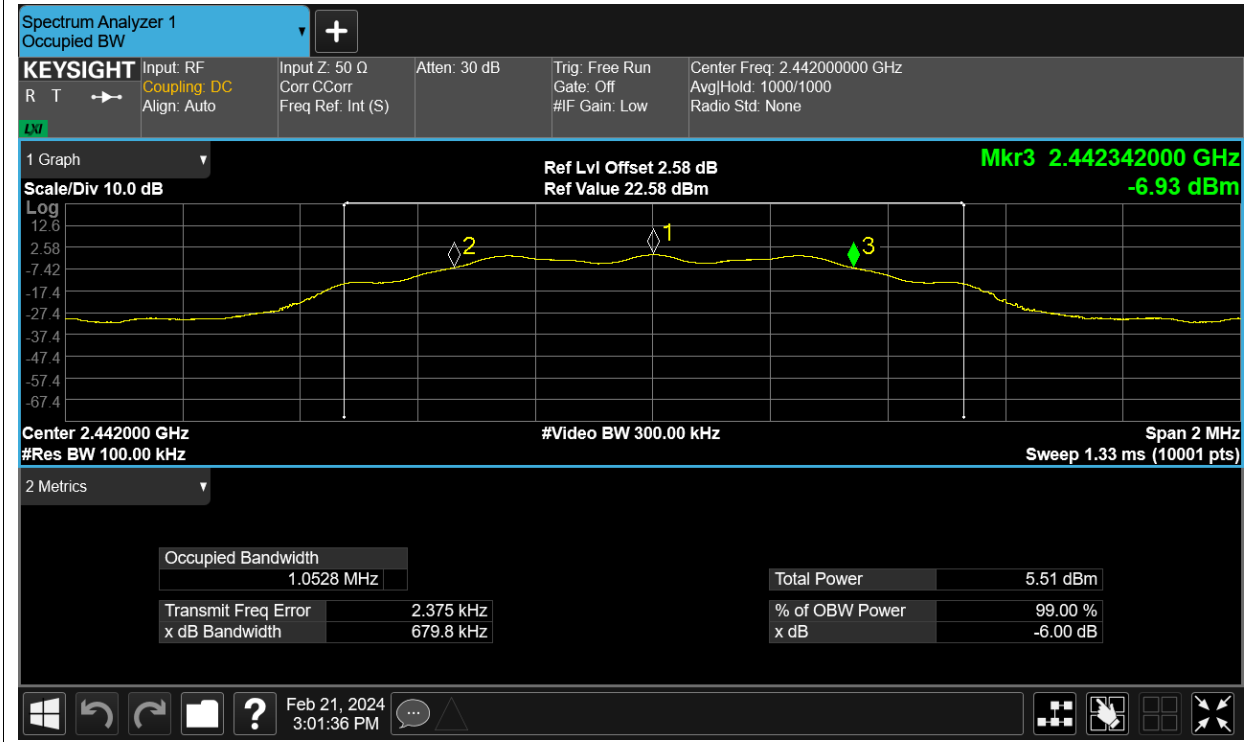 Spectrum Analyzer 1
Occupied BW
KEYSIGHT
R T
LXI
Input: RF
Coupling: DC
Align: Auto
Input Z: 50 Ω
Corr CCorr
Freq Ref: Int (S)
Atten: 30 dB
Trig: Free Run
Gate: Off
#IF Gain: Low
Center Freq: 2.442000000 GHz
Avg|Hold: 1000/1000
Radio Std: None
1 Graph
Scale/Div 10.0 dB
Ref Lvl Offset 2.58 dB
Ref Value 22.58 dBm
Mkr3 2.442342000 GHz
-6.93 dBm
Log
12.6
2.58
-7.42
-17.4
-27.4
-37.4
-47.4
-57.4
-67.4
2
1
3
Center 2.442000 GHz
#Res BW 100.00 kHz
#Video BW 300.00 kHz
Span 2 MHz
Sweep 1.33 ms (10001 pts)
2 Metrics
Occupied Bandwidth
1.0528 MHz
Transmit Freq Error 2.375 kHz
x dB Bandwidth 679.8 kHz
Total Power 5.51 dBm
% of OBW Power 99.00 %
x dB -6.00 dB
?
Feb 21, 2024
3:01:36 PM